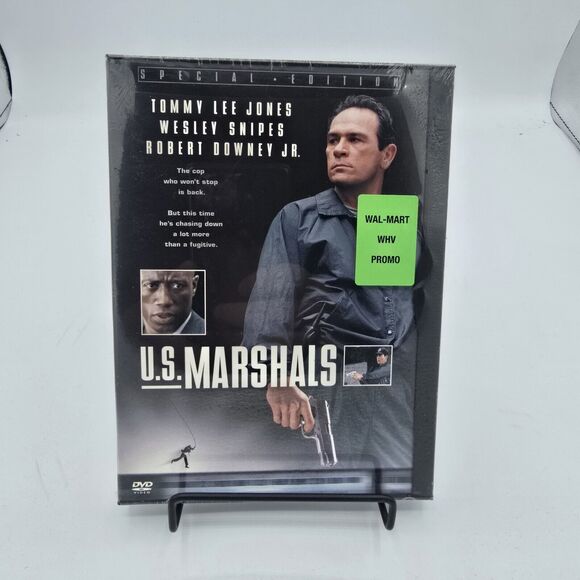 SPECIAL • EDITION
TOMMY LEE JONES
WESLEY SNIPES
ROBERT DOWNEY JR.
The cop
who won't stop
is back.
But this time
he's chasing down
a lot more
than a fugitive.
WAL-MART
WHV
PROMO
U.S. MARSHALS
DVD
VIDEO